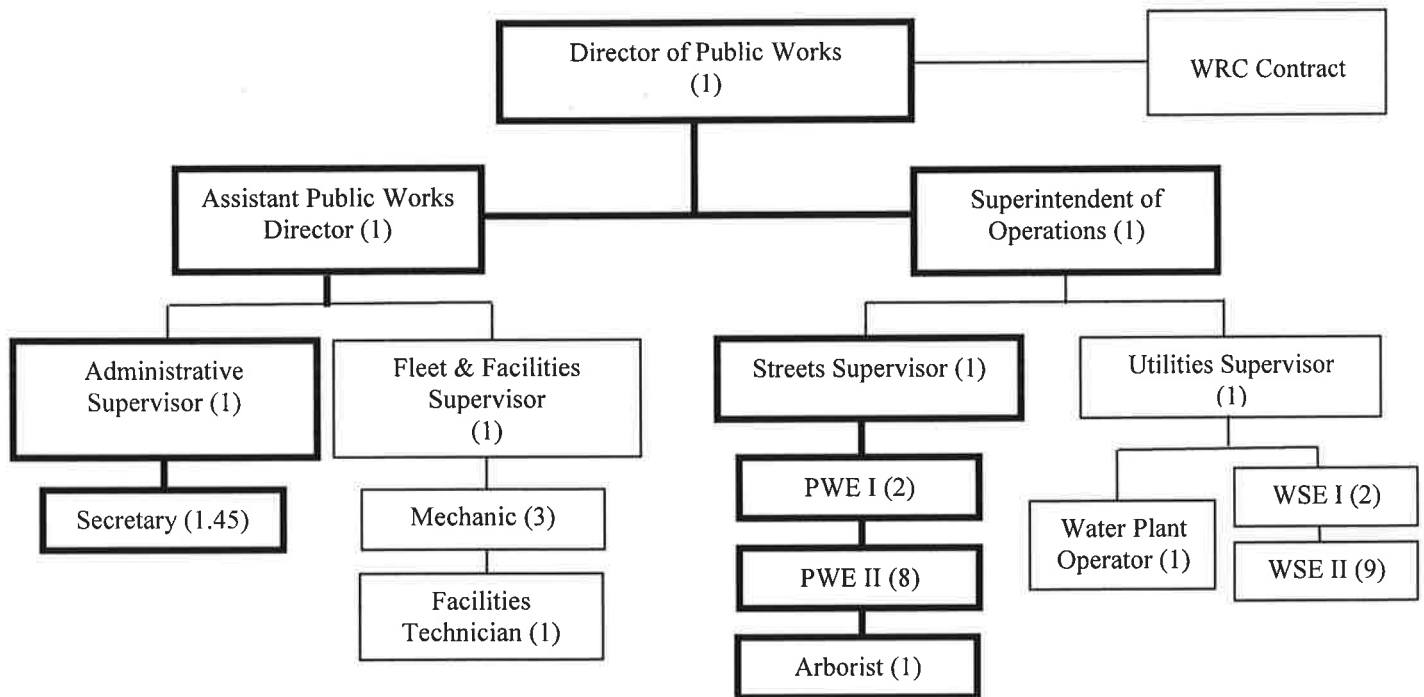 Director of Public Works
(1)
WRC Contract
Assistant Public Works
Director (1)
Superintendent of
Operations (1)
Administrative
Supervisor (1)
Fleet & Facilities
Supervisor
(1)
Streets Supervisor (1)
Utilities Supervisor
(1)
Secretary (1.45)
Mechanic (3)
Facilities
Technician (1)
PWE I (2)
PWE II (8)
Arborist (1)
Water Plant
Operator (1)
WSE I (2)
WSE II (9)